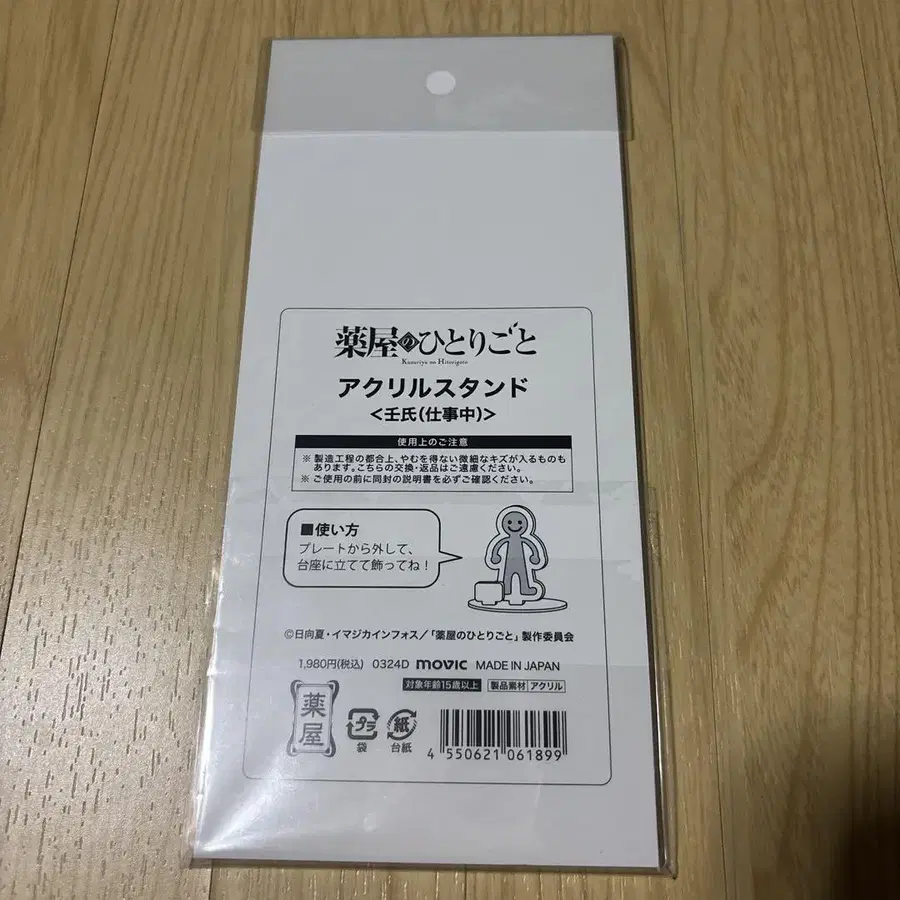 薬屋のひとりごと
Kusuriya no Hitorigoto
アクリルスタンド
<壬氏(仕事中)>
使用上のご注意
※ 製造工程の都合上、やむを得ない微細なキズが入るものも
あります。こちらの交換・返品はご遠慮ください。
※ ご使用の前に同封の説明書を必ずご確認ください。
■使い方
プレートから外して、
台座に立てて飾ってね!
©日向夏・イマジカインフォス/「薬屋のひとりごと」製作委員会
1,980円(税込) 0324D movic MADE IN JAPAN
対象年齢15歳以上 製品素材 アクリル
薬屋
プラ 紙
袋 台紙
4 550621 061899